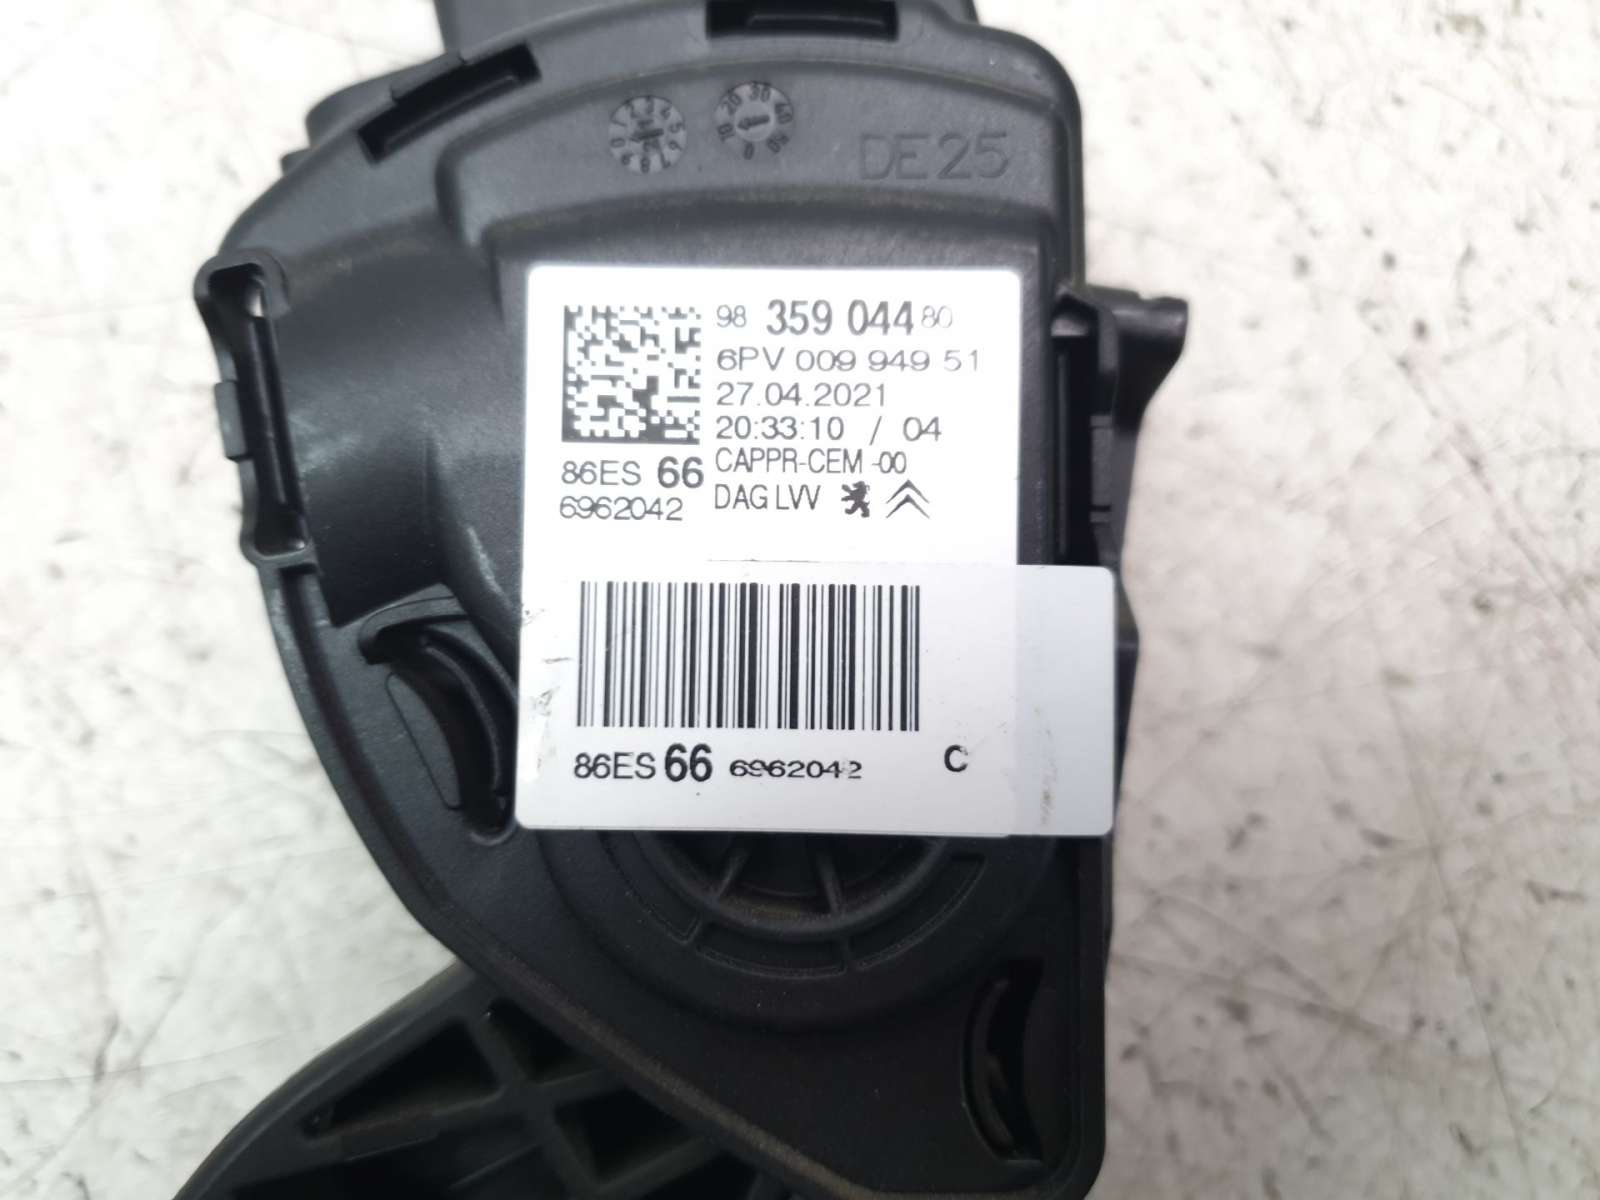 DE25
98 359 044 80
6PV 009 949 51
27.04.2021
20:33:10 / 04
CAPPR-CEM -00
DAG LVV
86ES 66
6962042
86ES 66 6962042 C